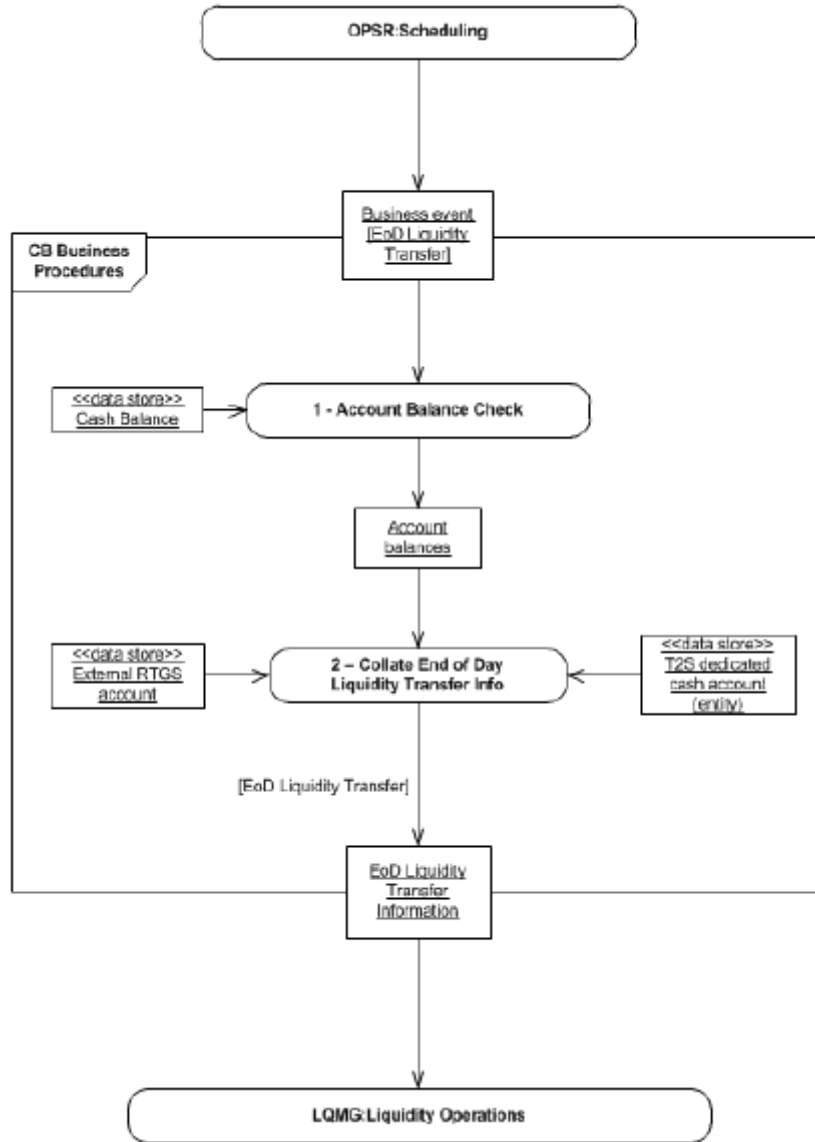 OPSR:Scheduling
Business event
[EoD Liquidity
Transfer]
CB Business
Procedures
<<data store>>
Cash Balance
1 - Account Balance Check
Account
balances
<<data store>>
External RTGS
account
2 – Collate End of Day
Liquidity Transfer Info
<<data store>>
T2S dedicated
cash account
(entity)
[EoD Liquidity Transfer]
EoD Liquidity
Transfer
Information
LQMG:Liquidity Operations